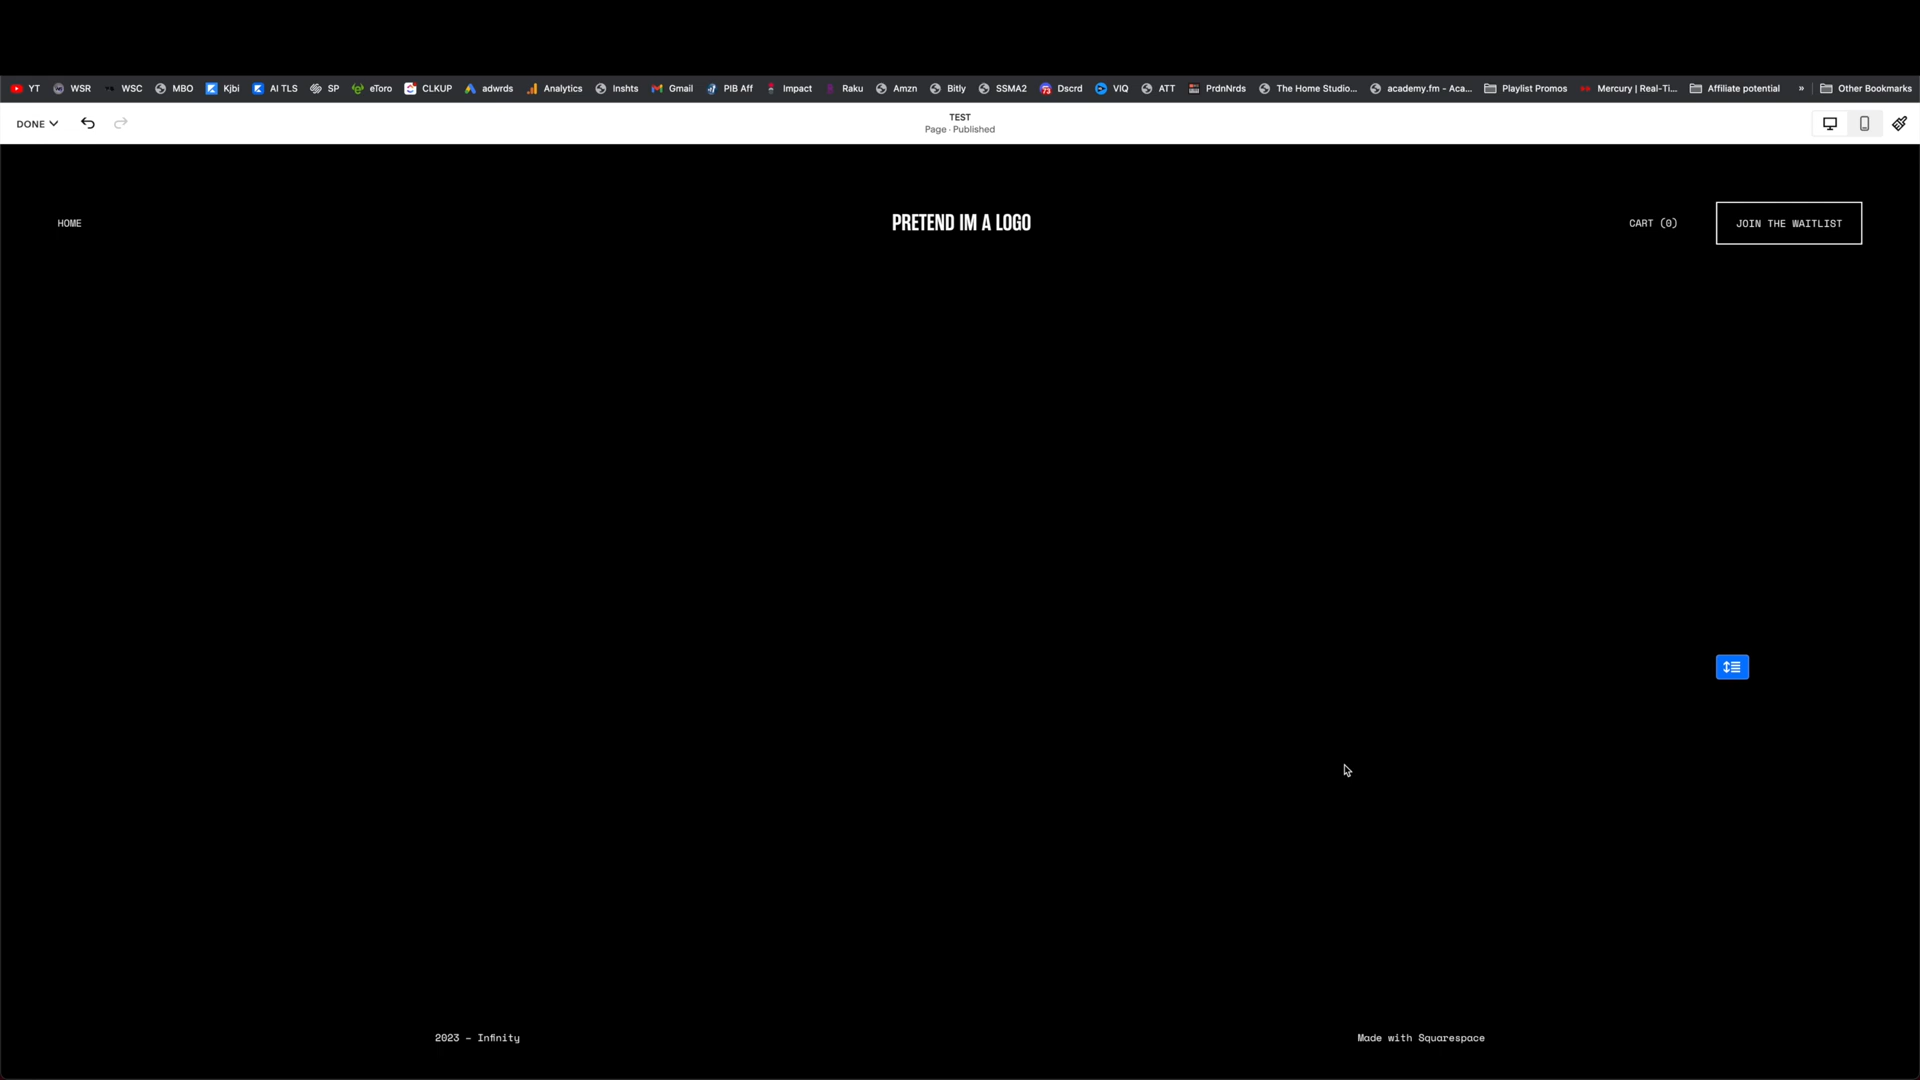 YT WSR WSC MBO Kjbi AI TLS SP eToro CLKUP adwrds Analytics Inshts Gmail PIB Aff Impact Raku Amzn Bitly SSMA2 Dscrd VIQ ATT PrdnNrds The Home Studio... academy.fm - Aca... Playlist Promos Mercury | Real-Ti... Affiliate potential » Other Bookmarks
DONE
TEST
Page · Published
HOME
PRETEND IM A LOGO
CART (0)
JOIN THE WAITLIST
2023 – Infinity
Made with Squarespace